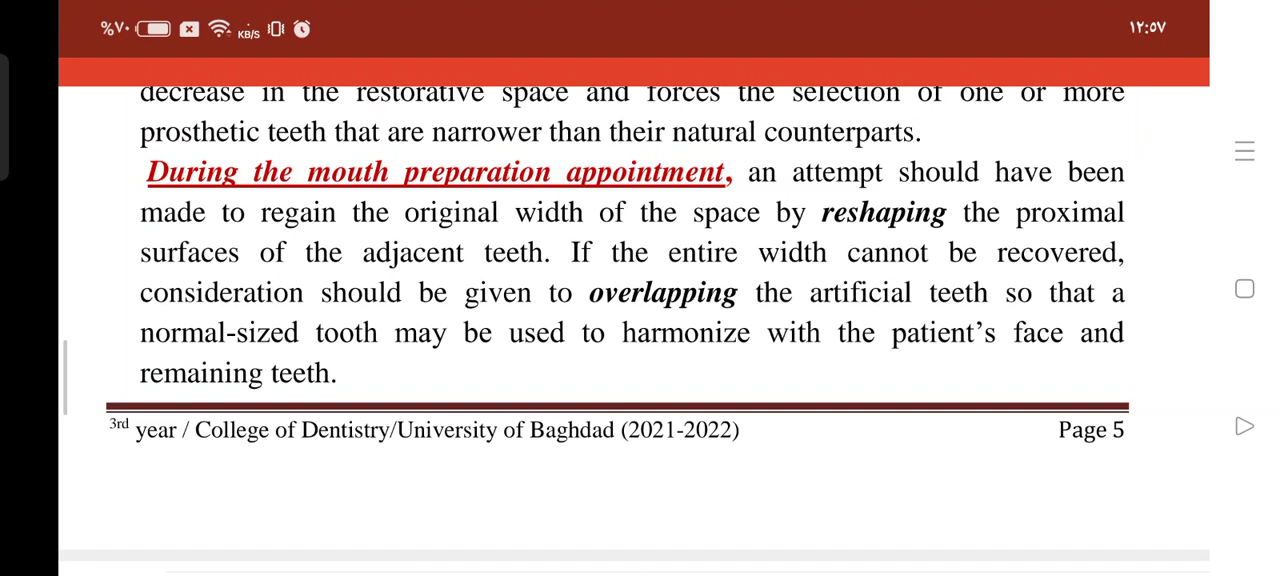 %٧٠ KB/S ١٢:٥٧
decrease in the restorative space and forces the selection of one or more
prosthetic teeth that are narrower than their natural counterparts.
During the mouth preparation appointment, an attempt should have been
made to regain the original width of the space by reshaping the proximal
surfaces of the adjacent teeth. If the entire width cannot be recovered,
consideration should be given to overlapping the artificial teeth so that a
normal-sized tooth may be used to harmonize with the patient's face and
remaining teeth.
3rd year / College of Dentistry/University of Baghdad (2021-2022) Page 5